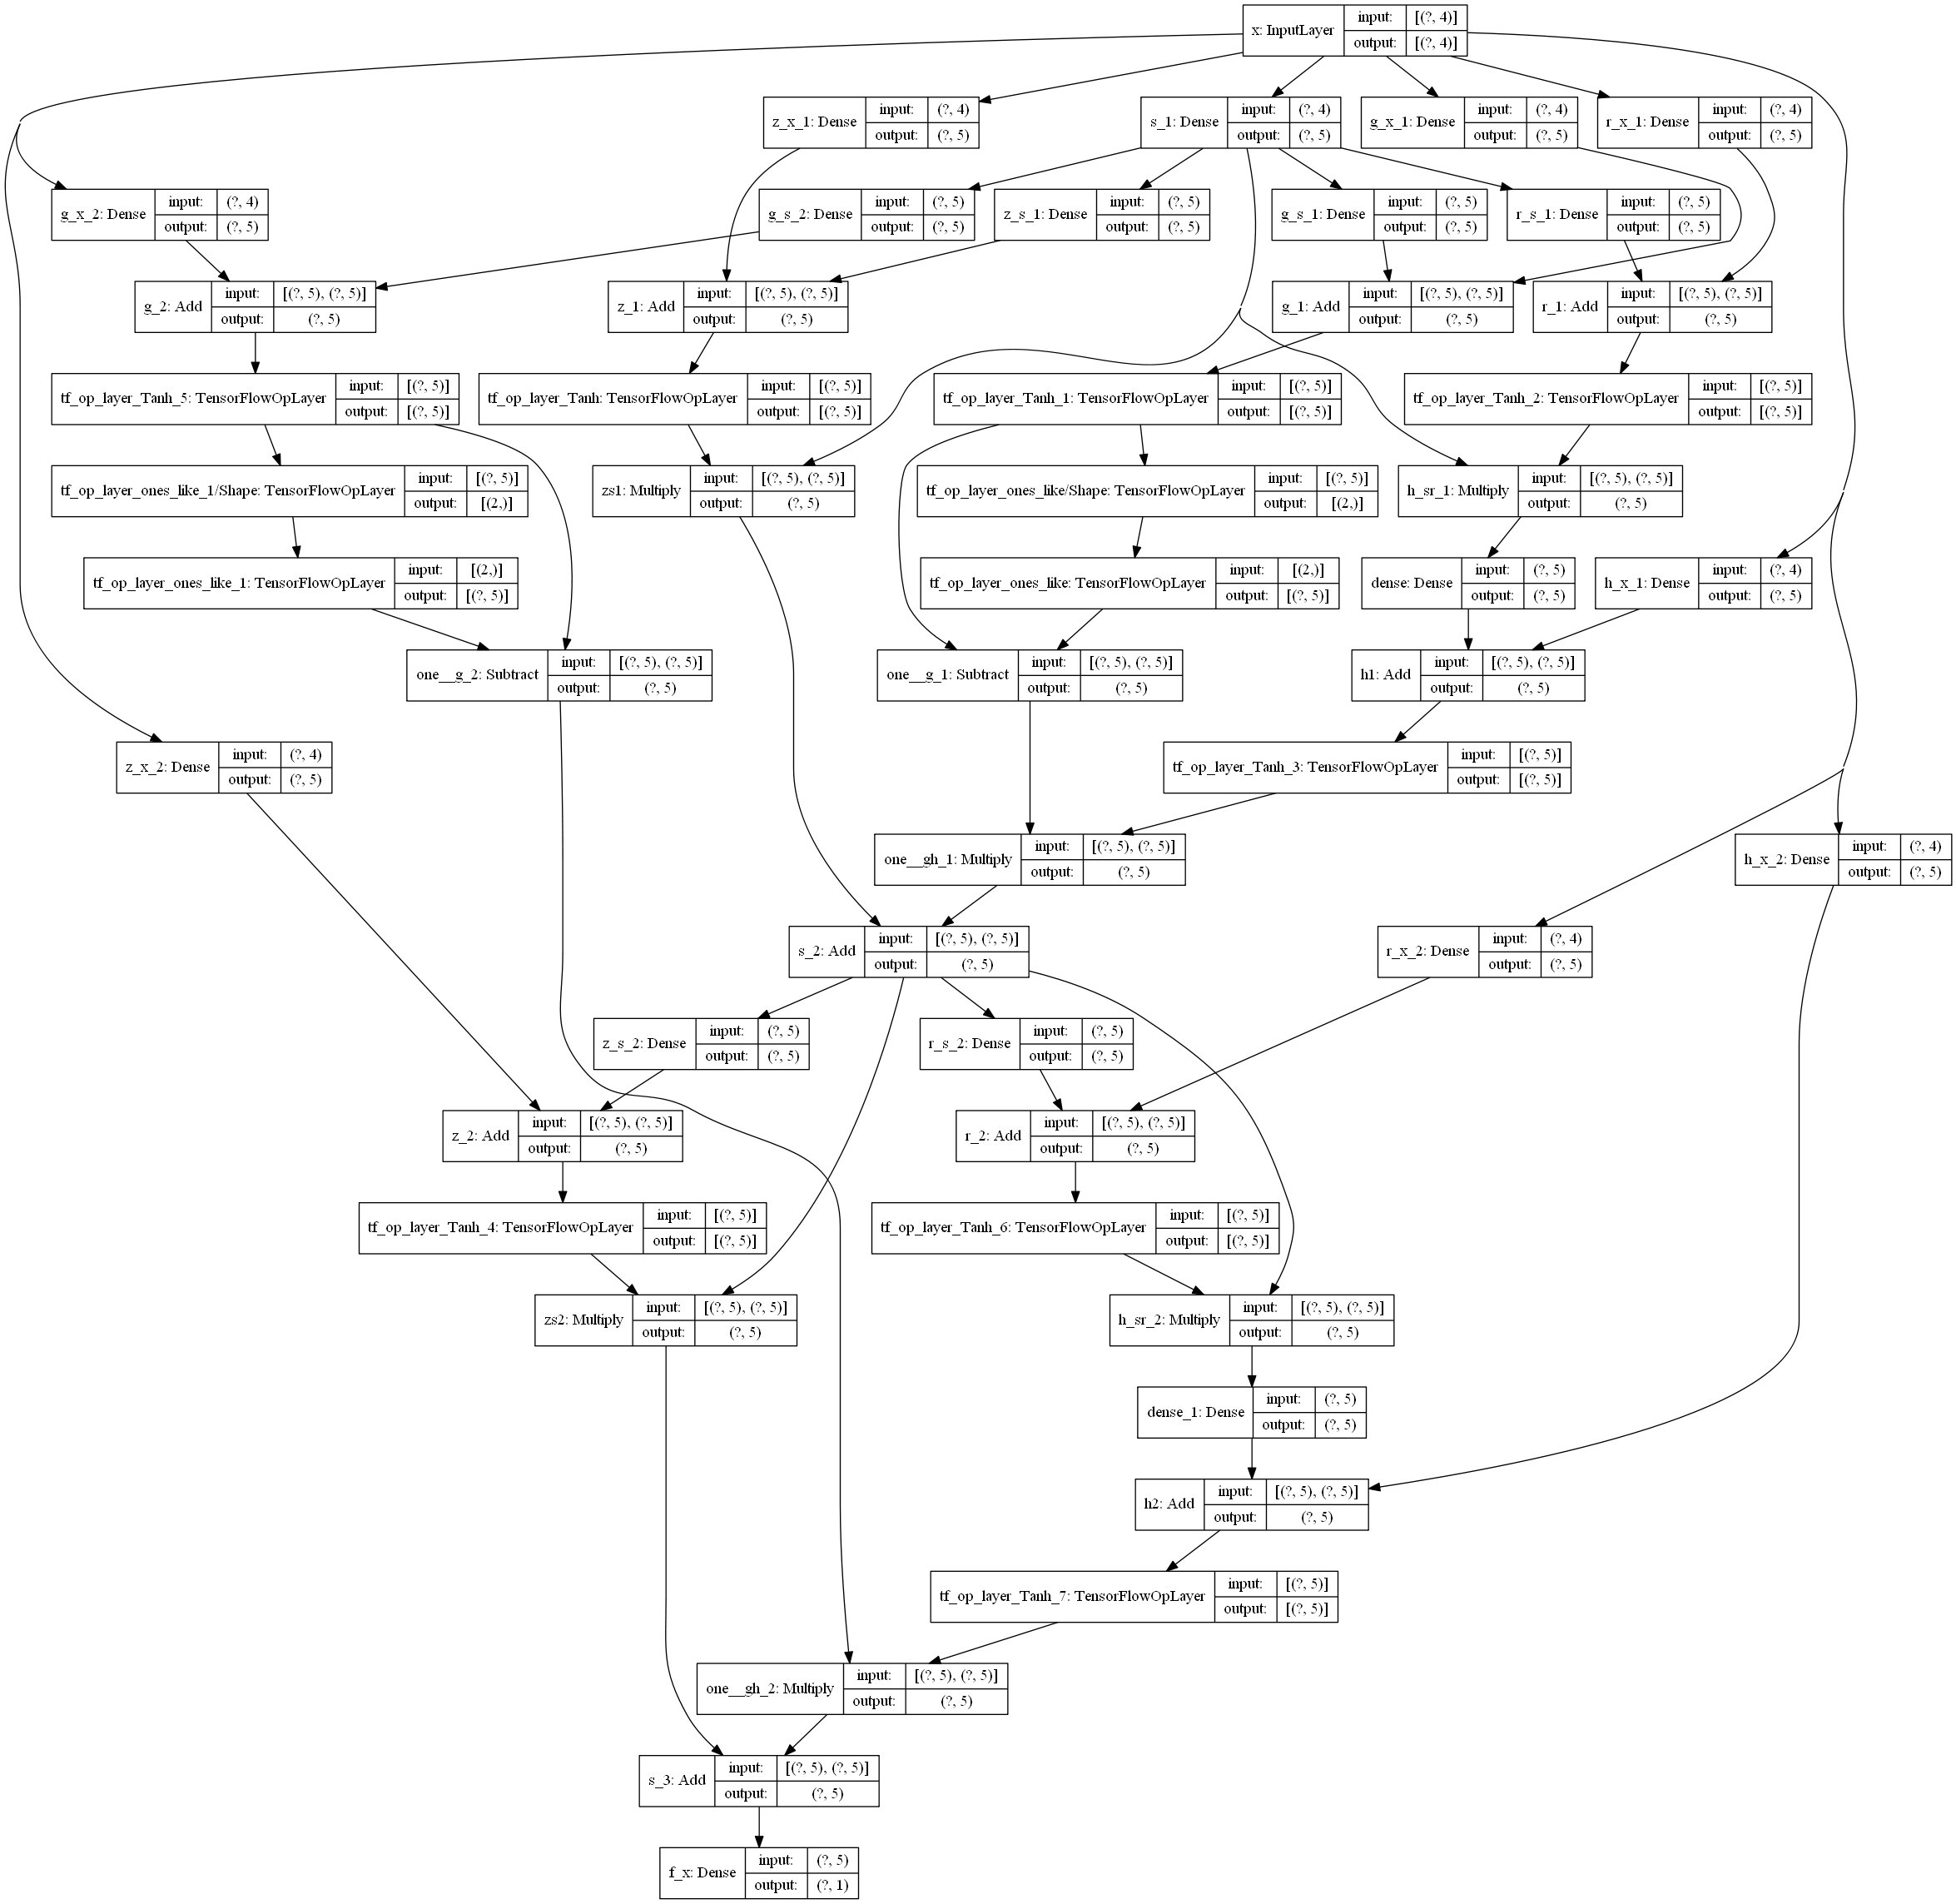 x: InputLayer input: [(?, 4)]
output: [(?, 4)]
z_x_1: Dense input: (?, 4)
output: (?, 5)
s_1: Dense input: (?, 4)
output: (?, 5)
g_x_1: Dense input: (?, 4)
output: (?, 5)
r_x_1: Dense input: (?, 4)
output: (?, 5)
g_x_2: Dense input: (?, 4)
output: (?, 5)
g_s_2: Dense input: (?, 5)
output: (?, 5)
z_s_1: Dense input: (?, 5)
output: (?, 5)
g_s_1: Dense input: (?, 5)
output: (?, 5)
r_s_1: Dense input: (?, 5)
output: (?, 5)
g_2: Add input: [(?, 5), (?, 5)]
output: (?, 5)
z_1: Add input: [(?, 5), (?, 5)]
output: (?, 5)
g_1: Add input: [(?, 5), (?, 5)]
output: (?, 5)
r_1: Add input: [(?, 5), (?, 5)]
output: (?, 5)
tf_op_layer_Tanh_5: TensorFlowOpLayer input: [(?, 5)]
output: [(?, 5)]
tf_op_layer_Tanh: TensorFlowOpLayer input: [(?, 5)]
output: [(?, 5)]
tf_op_layer_Tanh_1: TensorFlowOpLayer input: [(?, 5)]
output: [(?, 5)]
tf_op_layer_Tanh_2: TensorFlowOpLayer input: [(?, 5)]
output: [(?, 5)]
tf_op_layer_ones_like_1/Shape: TensorFlowOpLayer input: [(?, 5)]
output: [(2,)]
zs1: Multiply input: [(?, 5), (?, 5)]
output: (?, 5)
tf_op_layer_ones_like/Shape: TensorFlowOpLayer input: [(?, 5)]
output: [(2,)]
h_sr_1: Multiply input: [(?, 5), (?, 5)]
output: (?, 5)
tf_op_layer_ones_like_1: TensorFlowOpLayer input: [(2,)]
output: [(?, 5)]
tf_op_layer_ones_like: TensorFlowOpLayer input: [(2,)]
output: [(?, 5)]
dense: Dense input: (?, 5)
output: (?, 5)
h_x_1: Dense input: (?, 4)
output: (?, 5)
one__g_2: Subtract input: [(?, 5), (?, 5)]
output: (?, 5)
one__g_1: Subtract input: [(?, 5), (?, 5)]
output: (?, 5)
h1: Add input: [(?, 5), (?, 5)]
output: (?, 5)
z_x_2: Dense input: (?, 4)
output: (?, 5)
tf_op_layer_Tanh_3: TensorFlowOpLayer input: [(?, 5)]
output: [(?, 5)]
one__gh_1: Multiply input: [(?, 5), (?, 5)]
output: (?, 5)
h_x_2: Dense input: (?, 4)
output: (?, 5)
s_2: Add input: [(?, 5), (?, 5)]
output: (?, 5)
r_x_2: Dense input: (?, 4)
output: (?, 5)
z_s_2: Dense input: (?, 5)
output: (?, 5)
r_s_2: Dense input: (?, 5)
output: (?, 5)
z_2: Add input: [(?, 5), (?, 5)]
output: (?, 5)
r_2: Add input: [(?, 5), (?, 5)]
output: (?, 5)
tf_op_layer_Tanh_4: TensorFlowOpLayer input: [(?, 5)]
output: [(?, 5)]
tf_op_layer_Tanh_6: TensorFlowOpLayer input: [(?, 5)]
output: [(?, 5)]
zs2: Multiply input: [(?, 5), (?, 5)]
output: (?, 5)
h_sr_2: Multiply input: [(?, 5), (?, 5)]
output: (?, 5)
dense_1: Dense input: (?, 5)
output: (?, 5)
h2: Add input: [(?, 5), (?, 5)]
output: (?, 5)
tf_op_layer_Tanh_7: TensorFlowOpLayer input: [(?, 5)]
output: [(?, 5)]
one__gh_2: Multiply input: [(?, 5), (?, 5)]
output: (?, 5)
s_3: Add input: [(?, 5), (?, 5)]
output: (?, 5)
f_x: Dense input: (?, 5)
output: (?, 1)